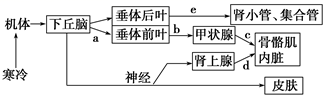 垂体后叶 e 肾小管、集合管
机体 下丘脑 a 垂体前叶 b 甲状腺 c 骨骼肌
内脏
肾上腺 d
神经
寒冷 皮肤